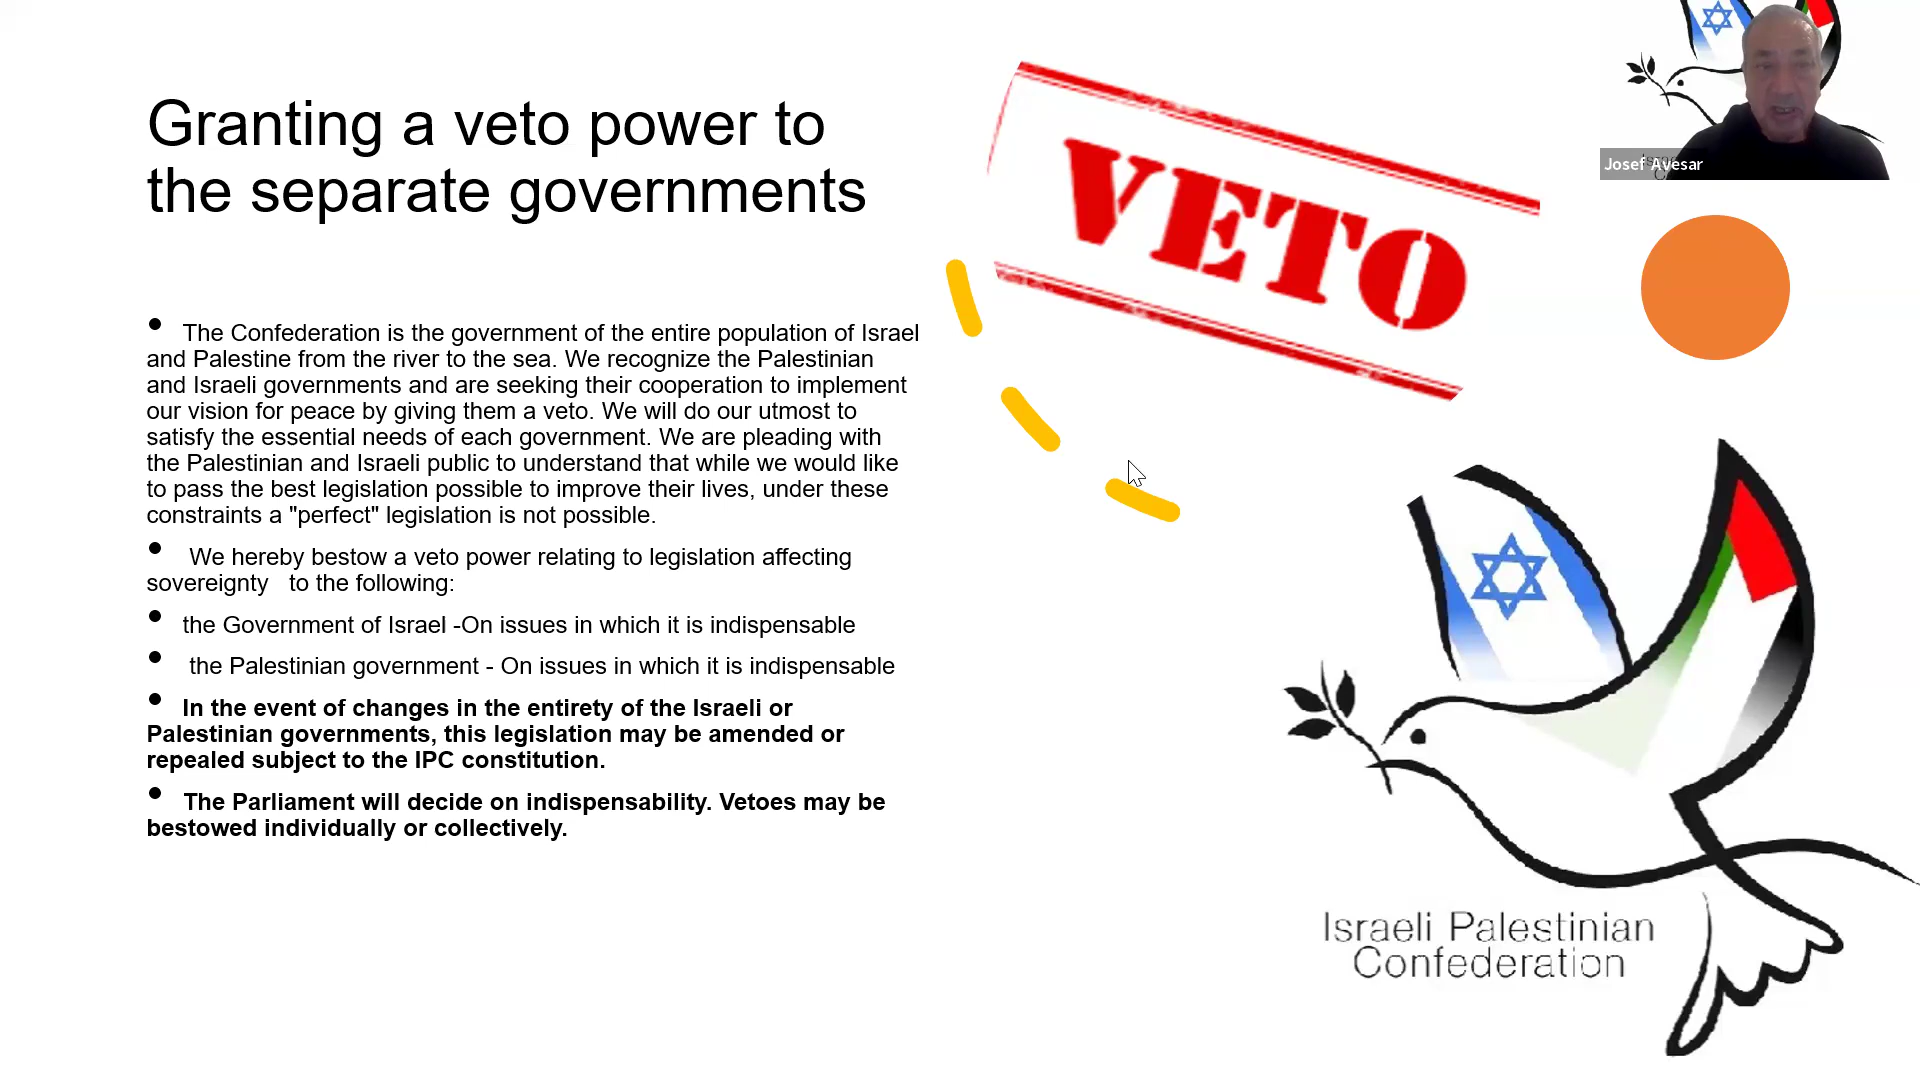 Granting a veto power to
the separate governments
VETO
Josef Avesar
• The Confederation is the government of the entire population of Israel
and Palestine from the river to the sea. We recognize the Palestinian
and Israeli governments and are seeking their cooperation to implement
our vision for peace by giving them a veto. We will do our utmost to
satisfy the essential needs of each government. We are pleading with
the Palestinian and Israeli public to understand that while we would like
to pass the best legislation possible to improve their lives, under these
constraints a "perfect" legislation is not possible.
• We hereby bestow a veto power relating to legislation affecting
sovereignty to the following:
• the Government of Israel -On issues in which it is indispensable
• the Palestinian government - On issues in which it is indispensable
• In the event of changes in the entirety of the Israeli or
Palestinian governments, this legislation may be amended or
repealed subject to the IPC constitution.
• The Parliament will decide on indispensability. Vetoes may be
bestowed individually or collectively.
Israeli Palestinian
Confederation